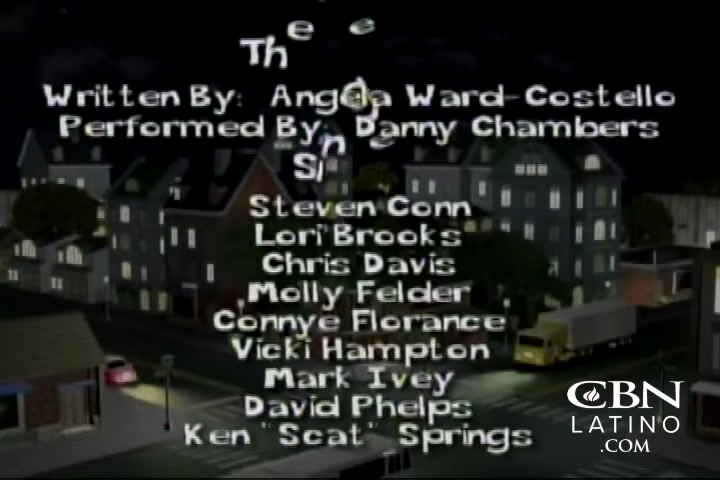 The
Written By: Angela Ward-Costello
Performed By: Danny Chambers
Steven Conn
Lori Brooks
Chris Davis
Molly Felder
Connye Florance
Vicki Hampton
Mark Ivey
David Phelps
Ken "Scat" Springs
CBN
LATINO
.COM